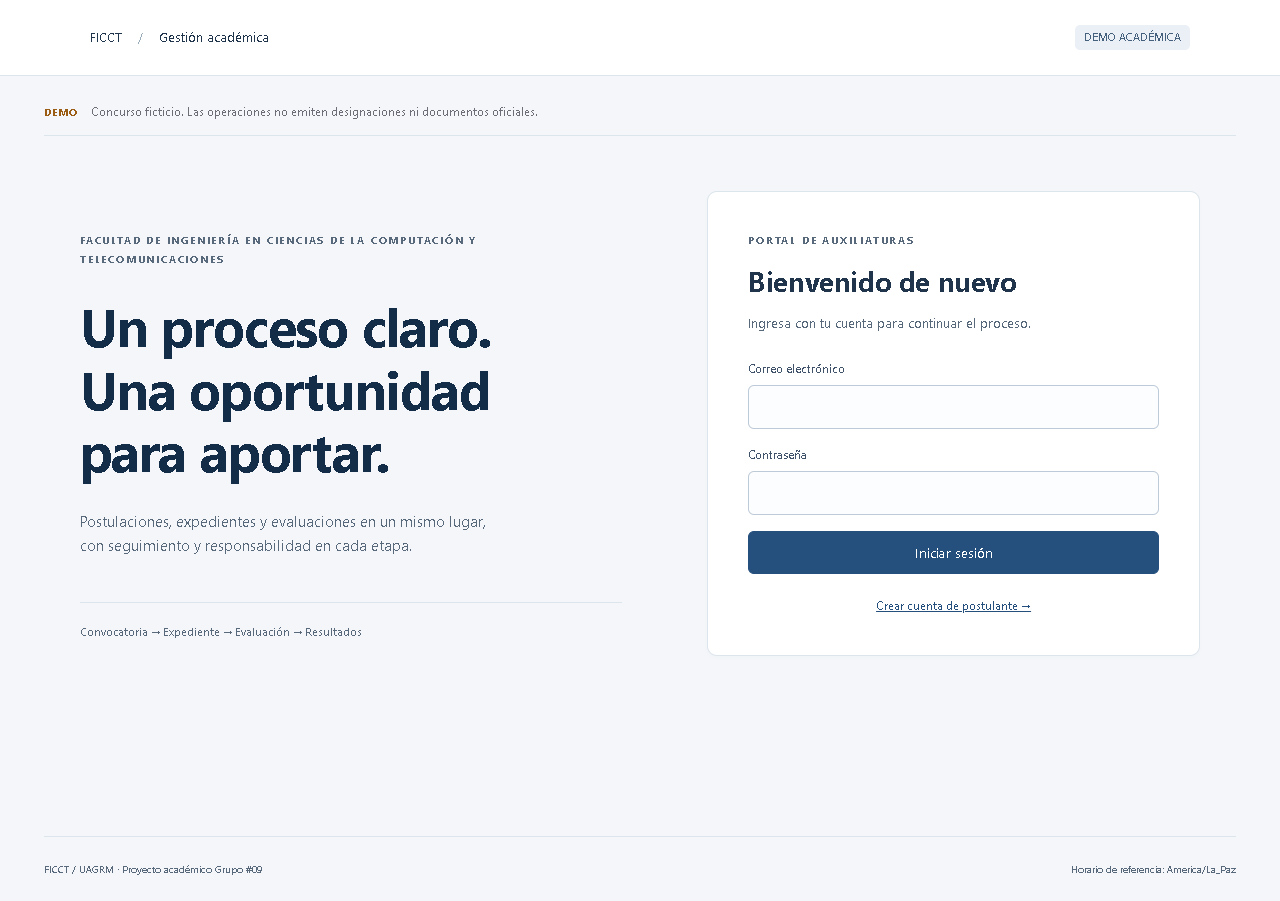 FICCT / Gestión académica
DEMO ACADÉMICA
DEMO Concurso ficticio. Las operaciones no emiten designaciones ni documentos oficiales.
FACULTAD DE INGENIERÍA EN CIENCIAS DE LA COMPUTACIÓN Y
TELECOMUNICACIONES
Un proceso claro.
Una oportunidad
para aportar.
Postulaciones, expedientes y evaluaciones en un mismo lugar,
con seguimiento y responsabilidad en cada etapa.
Convocatoria → Expediente → Evaluación → Resultados
PORTAL DE AUXILIATURAS
Bienvenido de nuevo
Ingresa con tu cuenta para continuar el proceso.
Correo electrónico
Contraseña
Iniciar sesión
Crear cuenta de postulante →
FICCT / UAGRM · Proyecto académico Grupo #09
Horario de referencia: America/La_Paz